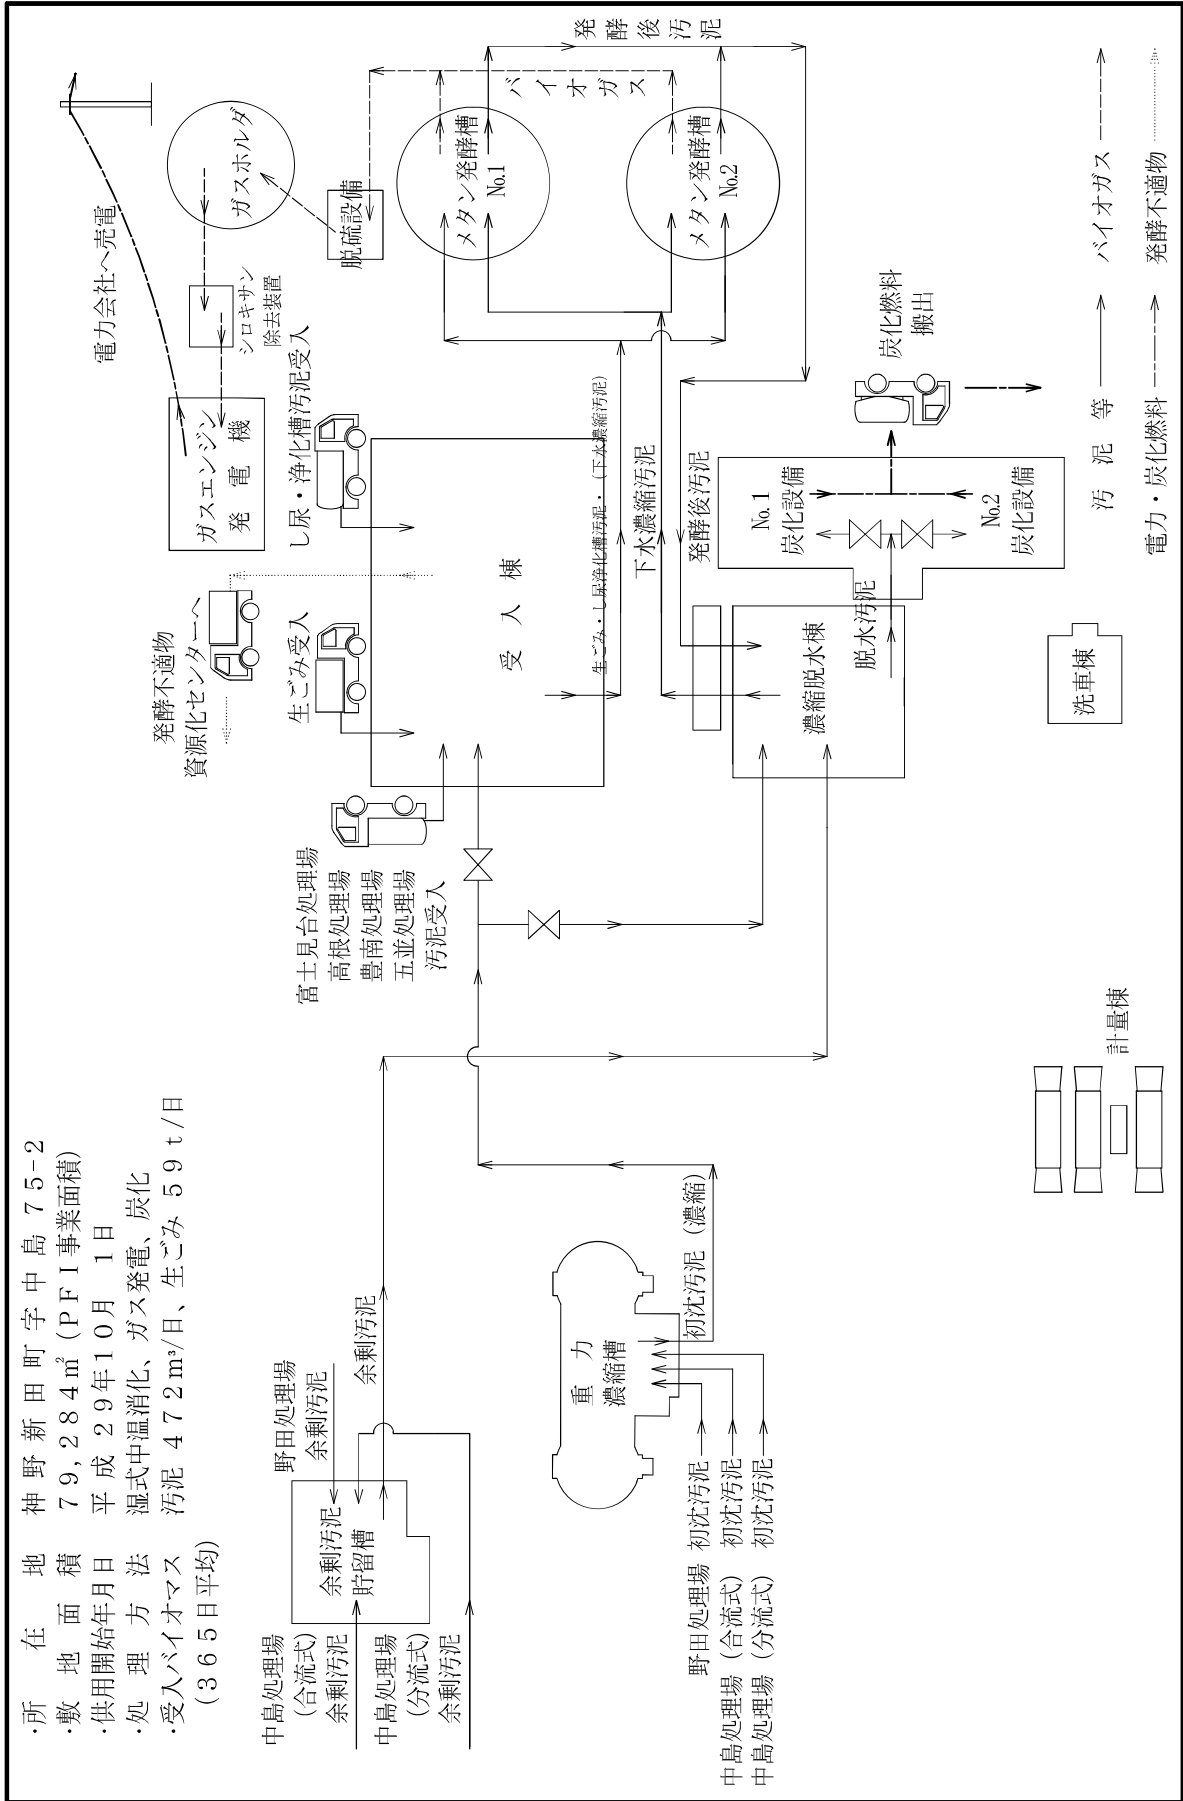 ・所在地 神野新田町字中島75-2
・敷地面積 79,284㎡(PFI事業面積)
・供用開始年月日 平成29年10月 1日
・処理方法 湿式中温消化、ガス発電、炭化
・受入バイオマス 汚泥472m³/日、生ごみ59t/日
(365日平均)
中島処理場
(合流式)
余剰汚泥
中島処理場
(分流式)
余剰汚泥
余剰汚泥
貯留槽
野田処理場
余剰汚泥
余剰汚泥
野田処理場 初沈汚泥
中島処理場(合流式)初沈汚泥
中島処理場(分流式)初沈汚泥
重力
濃縮槽
初沈汚泥(濃縮)
計量棟
富士見台処理場
高根処理場
豊南処理場
五並処理場
汚泥受入
発酵不適物
資源化センターへ
生ごみ受入
し尿・浄化槽汚泥受入
受入棟
生ごみ・し尿浄化槽汚泥・(下水濃縮汚泥)
下水濃縮汚泥
発酵後汚泥
濃縮脱水棟
脱水汚泥
洗車棟
No.1
炭化設備
No.2
炭化設備
炭化燃料
搬出
電力会社へ売電
ガスエンジン
発電機
シロキサン
除去装置
ガスホルダ
脱硫設備
メタン発酵槽
No.1
メタン発酵槽
No.2
バイオガス
発酵後汚泥
汚泥等
バイオガス
電力・炭化燃料
発酵不適物